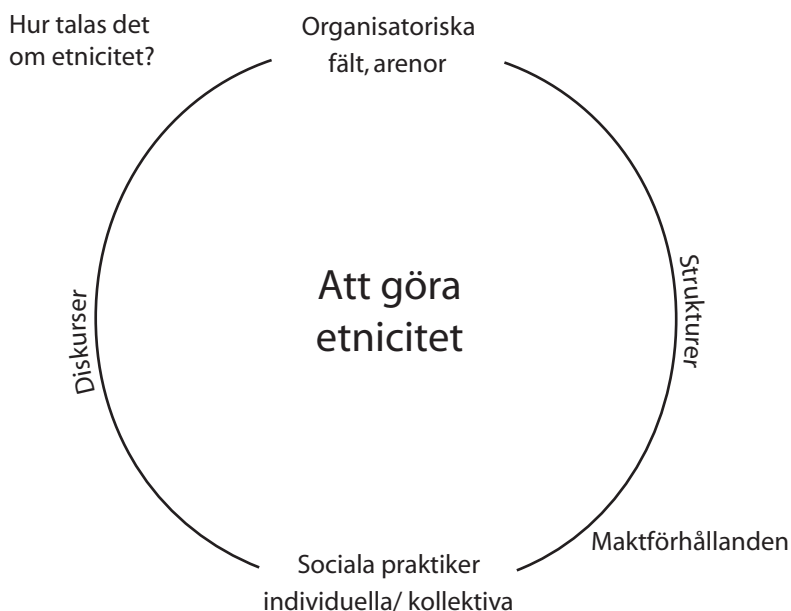 Hur talas det
om etnicitet?
Organisatoriska
fält, arenor
Diskurser
Att göra
etnicitet
Strukturer
Maktförhållanden
Sociala praktiker
individuella/ kollektiva